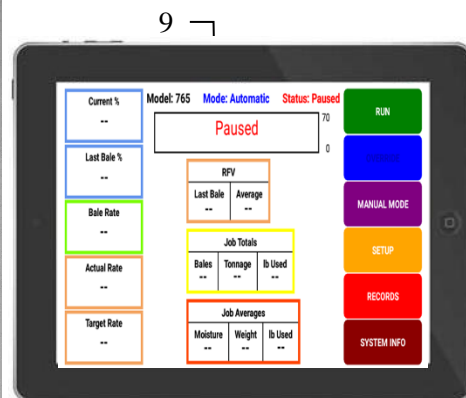 9
Model: 765 Mode: Automatic Status: Paused
Paused
70
0
Current %
--
Last Bale %
--
Bale Rate
--
Actual Rate
--
Target Rate
--
RFV
Last Bale Average
-- --
Job Totals
Bales Tonnage lb Used
-- -- --
Job Averages
Moisture Weight lb Used
-- -- --
RUN
MANUAL MODE
SETUP
RECORDS
SYSTEM INFO